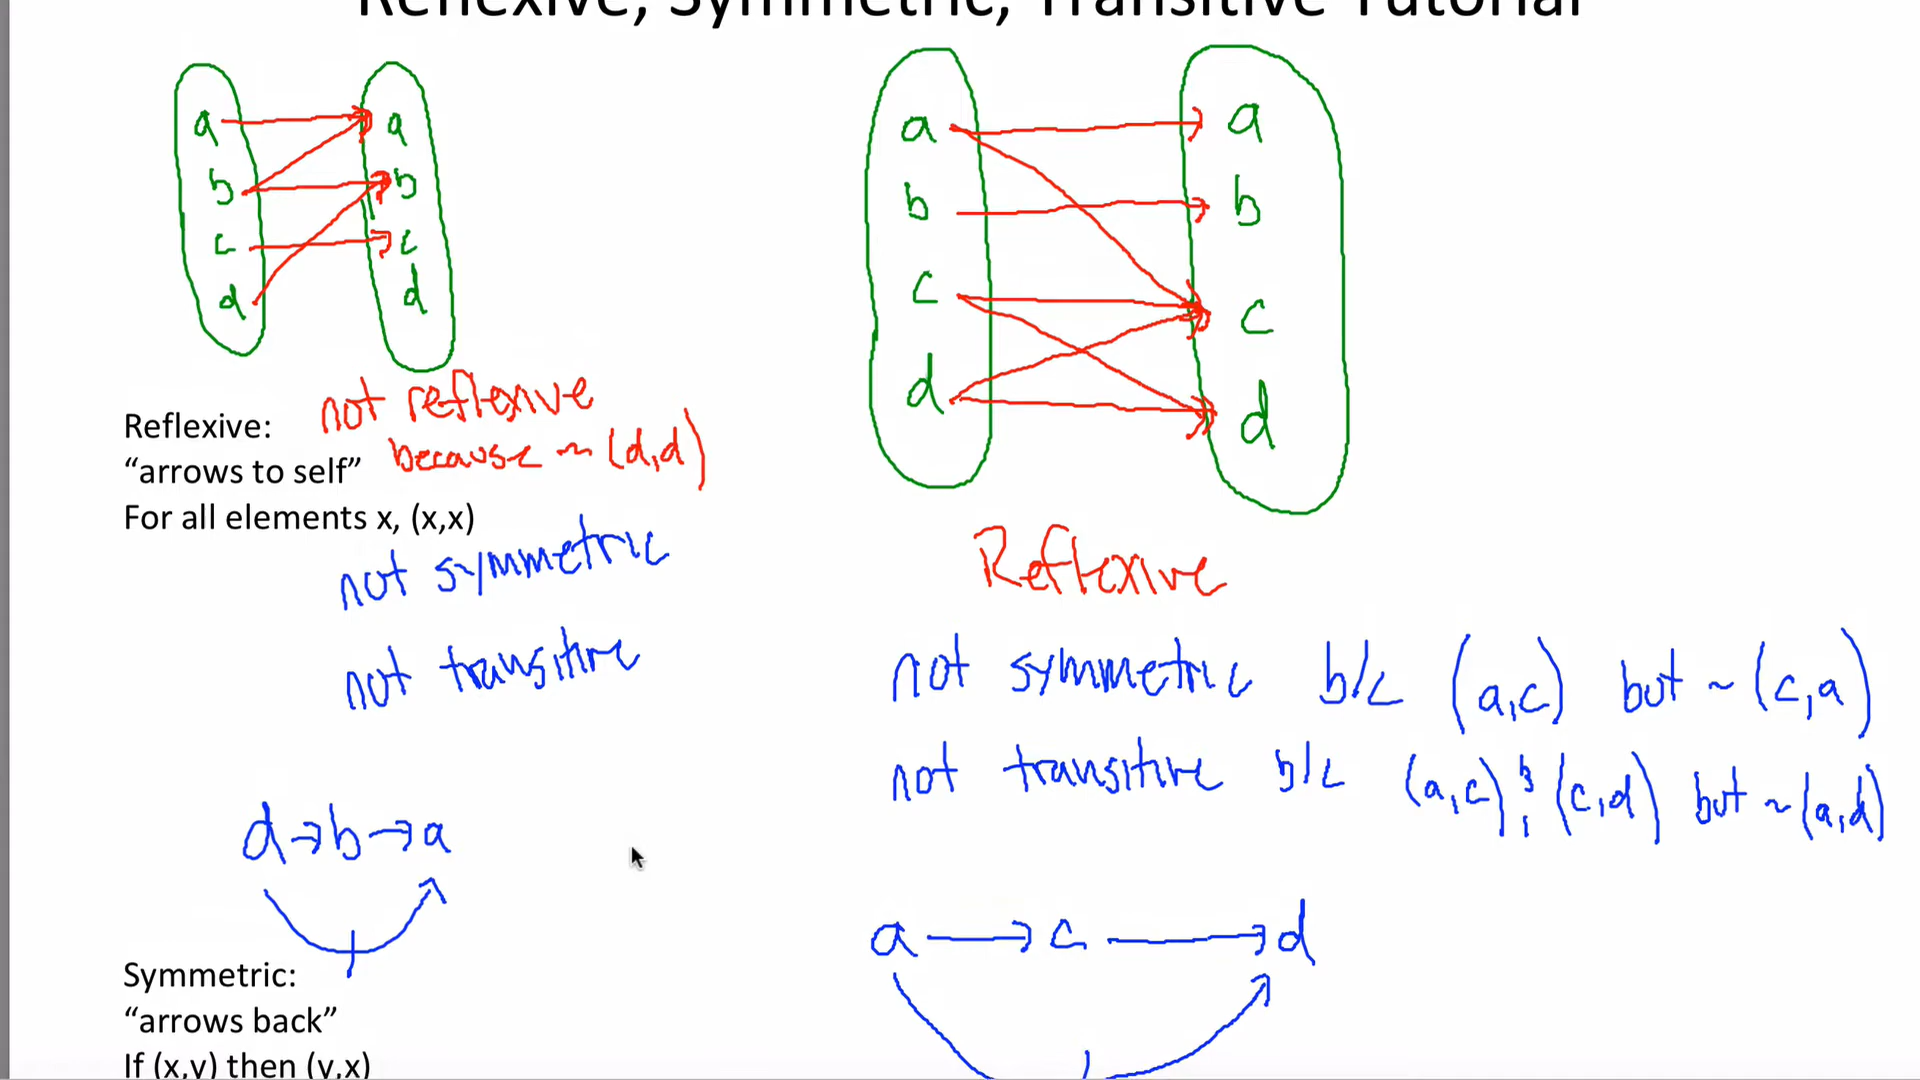 Reflexive, Symmetric, Transitive Tutorial
a a
b b
c c
d d
a a
b b
c c
d d
not reflexive
because ~ (d,d)
Reflexive:
“arrows to self”
For all elements x, (x,x)
not symmetric
not transitive
Reflexive
not symmetric b/c (a,c) but ~ (c,a)
not transitive b/c (a,c) & (c,d) but ~ (a,d)
d→b→a
a → c → d
Symmetric:
“arrows back”
If (x,y) then (y,x)